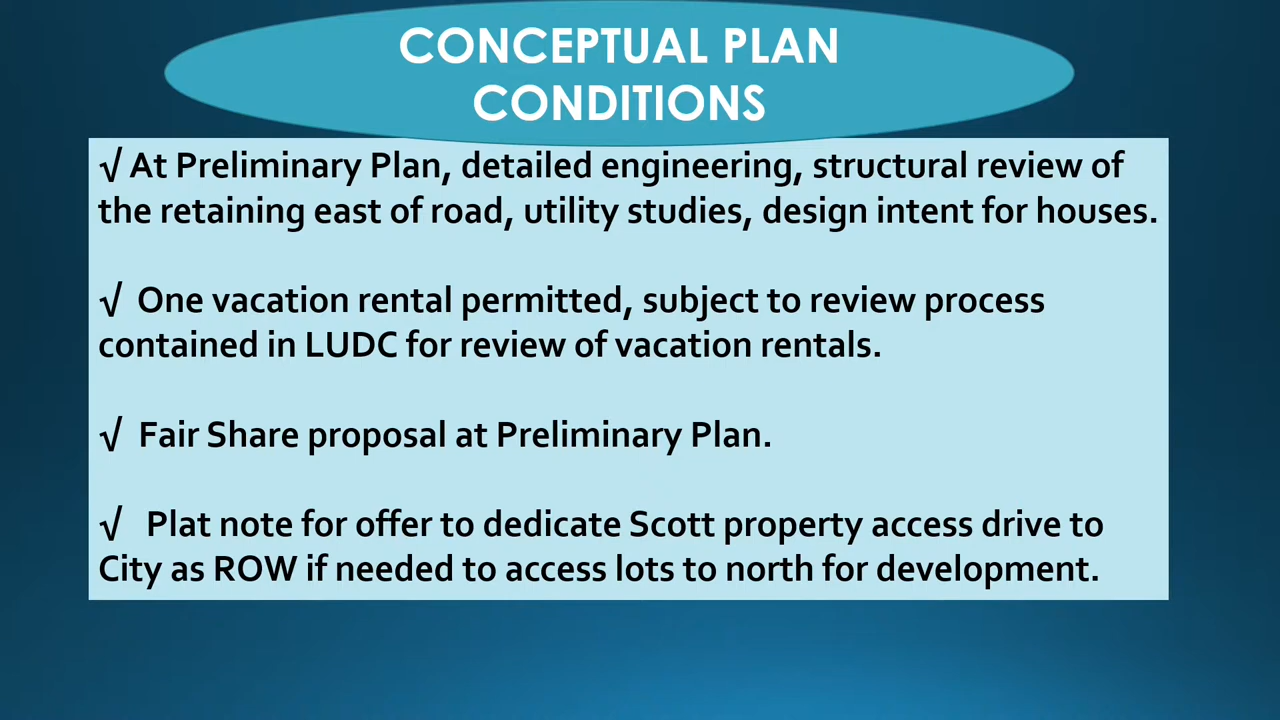 CONCEPTUAL PLAN
CONDITIONS
√ At Preliminary Plan, detailed engineering, structural review of
the retaining east of road, utility studies, design intent for houses.
√ One vacation rental permitted, subject to review process
contained in LUDC for review of vacation rentals.
√ Fair Share proposal at Preliminary Plan.
√ Plat note for offer to dedicate Scott property access drive to
City as ROW if needed to access lots to north for development.